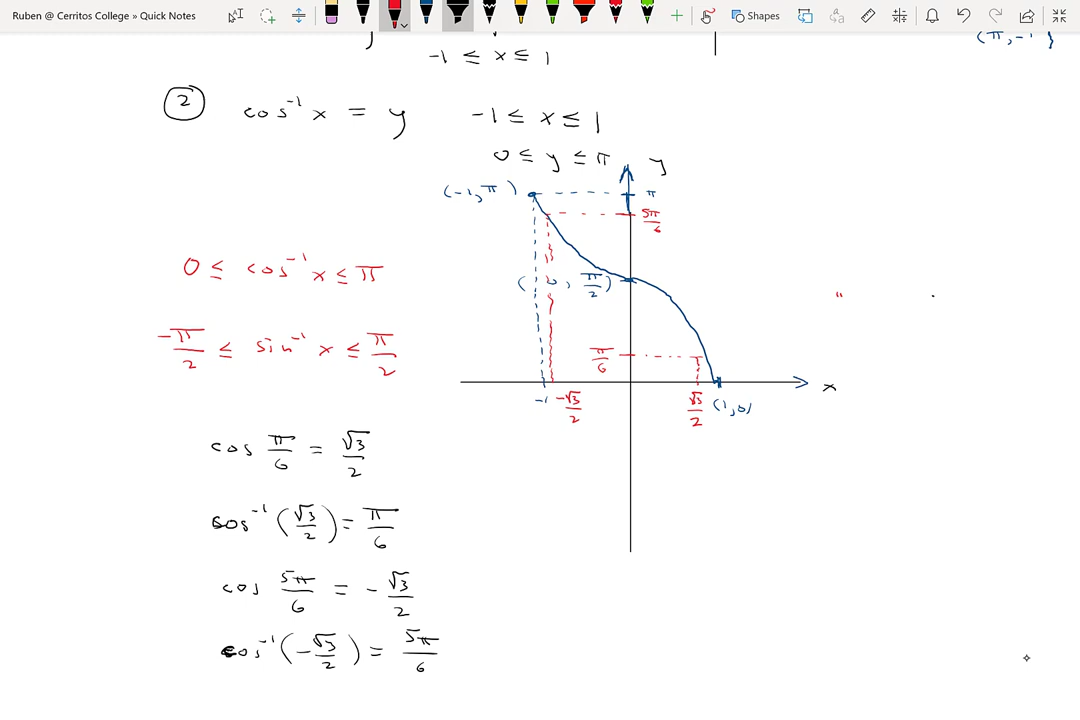 Ruben @ Cerritos College » Quick Notes
Shapes
-1 ≤ x ≤ 1
(π, -1)
② cos⁻¹ x = y
-1 ≤ x ≤ 1
0 ≤ y ≤ π
y
(-1, π)
π
5π/6
0 ≤ cos⁻¹ x ≤ π
(0, π/2)
-π/2 ≤ sin⁻¹ x ≤ π/2
π/6
x
-1
-√3/2
√3/2
(1, 0)
cos π/6 = √3/2
cos⁻¹(√3/2) = π/6
cos 5π/6 = -√3/2
cos⁻¹(-√3/2) = 5π/6